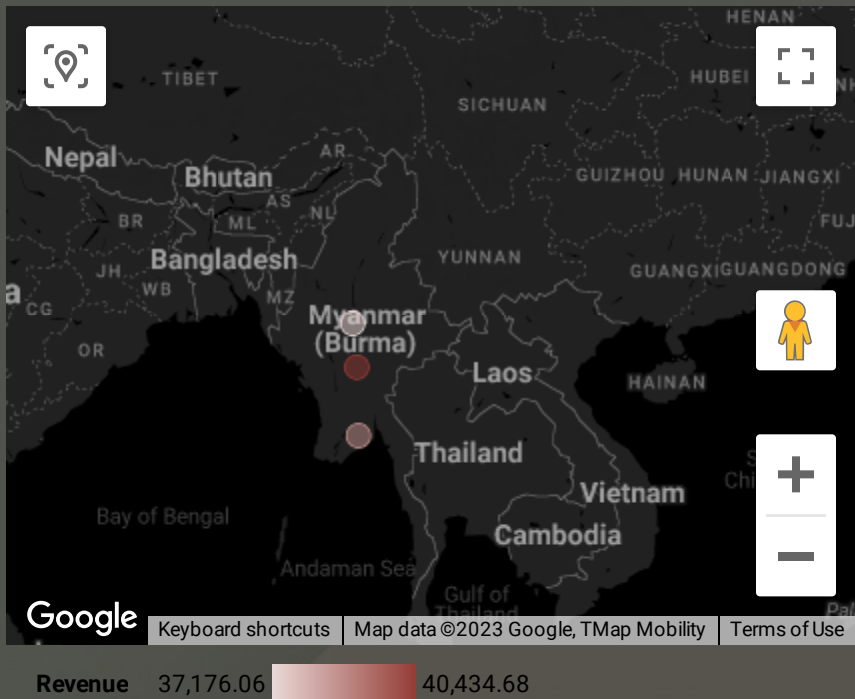 HENAN
TIBET
HUBEI
SICHUAN
Nepal
AR
Bhutan
GUIZHOU
HUNAN
JIANGXI
AS
NL
BR
ML
FUJ
Bangladesh
YUNNAN
JH
GUANGXI
GUANGDONG
WB
MZ
a
CG
Myanmar
(Burma)
OR
Laos
HAINAN
Thailand
S
Chi
Vietnam
Bay of Bengal
Cambodia
Andaman Sea
Gulf of
Thailand
Pal
Google
Keyboard shortcuts
Map data ©2023 Google, TMap Mobility
Terms of Use
Revenue 37,176.06 40,434.68